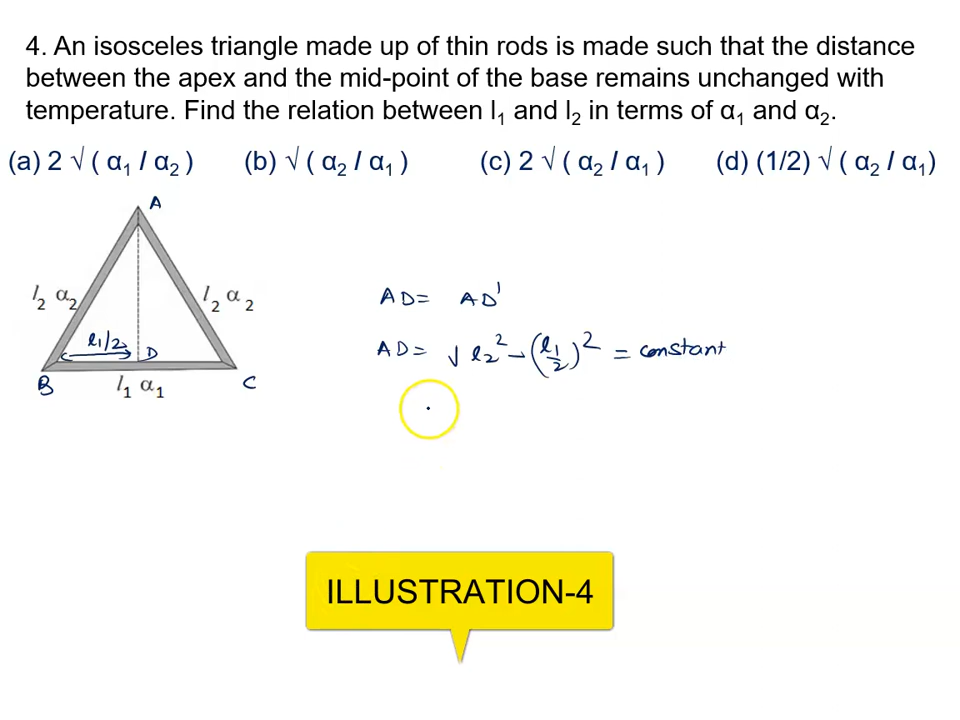 4. An isosceles triangle made up of thin rods is made such that the distance
between the apex and the mid-point of the base remains unchanged with
temperature. Find the relation between l₁ and l₂ in terms of α₁ and α₂.
(a) 2 √ ( α₁ / α₂ ) (b) √ ( α₂ / α₁ ) (c) 2 √ ( α₂ / α₁ ) (d) (1/2) √ ( α₂ / α₁)
A
l₂ α₂ l₂ α₂
AD = AD'
l₁/2 D
AD = √ l₂² - (l₁/2)² = constant
B l₁ α₁ C
ILLUSTRATION-4